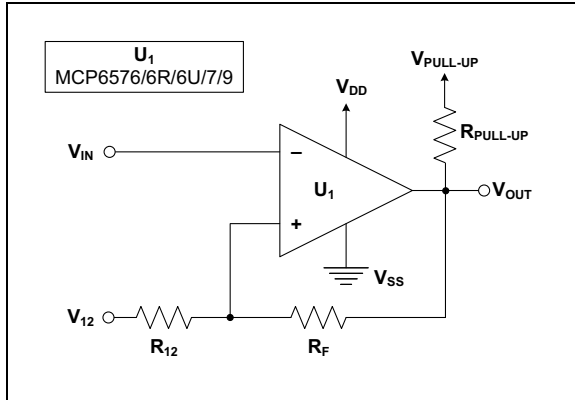 U1
MCP6576/6R/6U/7/9
VPULL-UP
VDD
RPULL-UP
VIN
−
U1
VOUT
+
VSS
V12
R12
RF